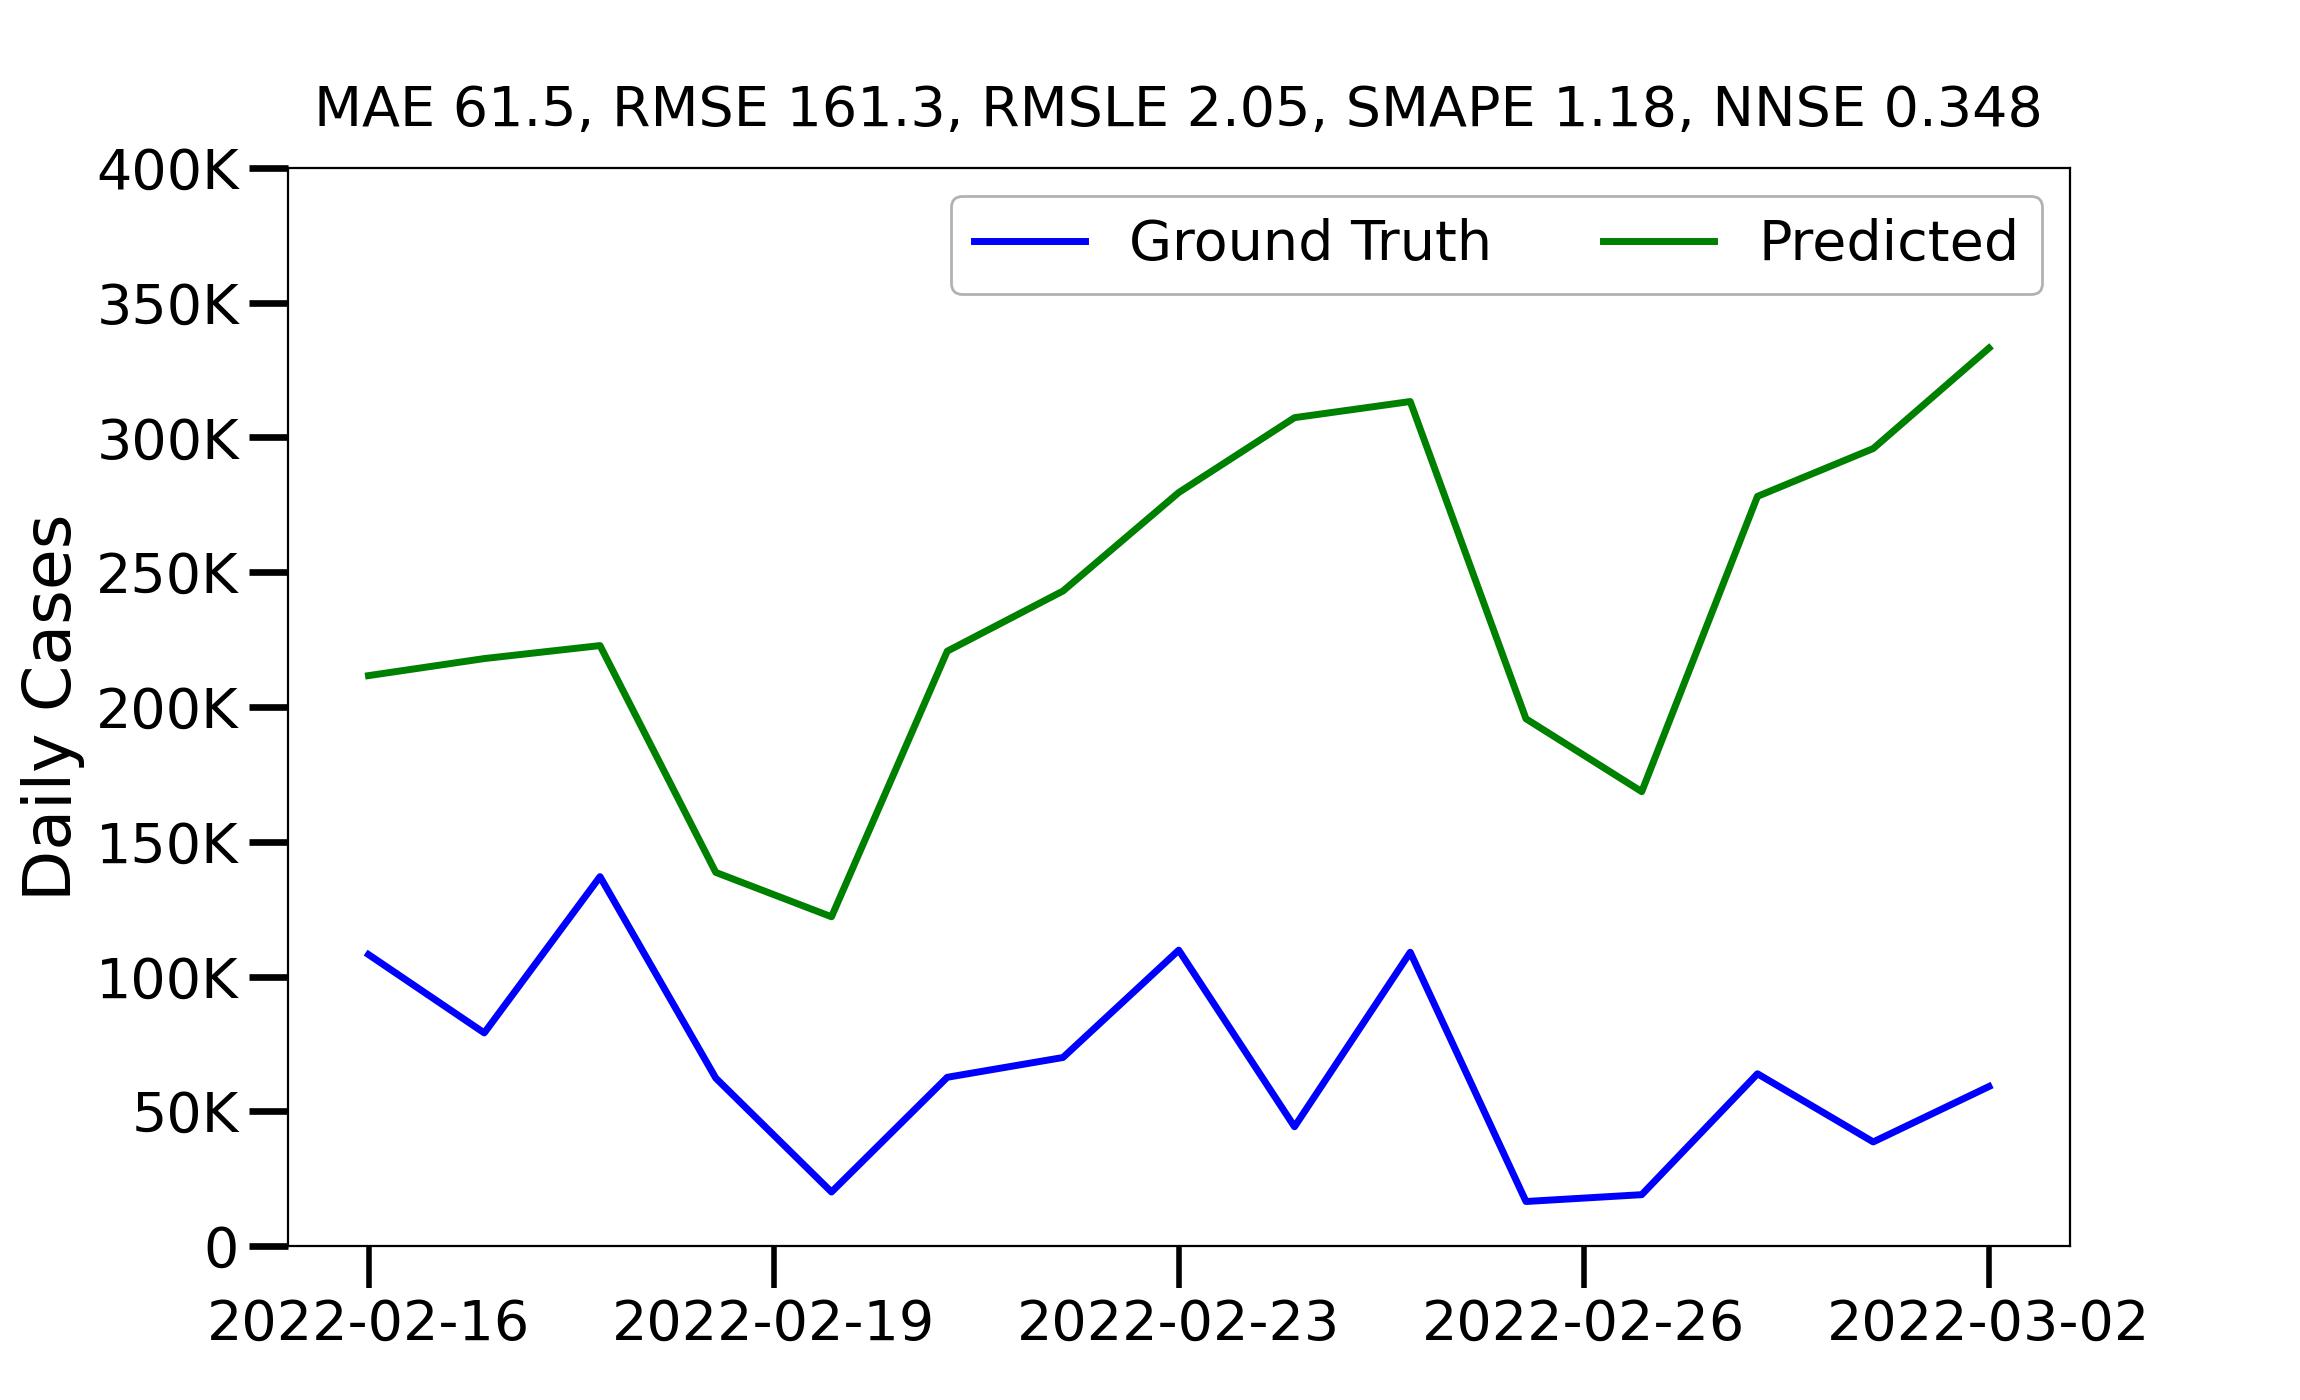 MAE 61.5, RMSE 161.3, RMSLE 2.05, SMAPE 1.18, NNSE 0.348
Ground Truth
Predicted
Daily Cases
400K
350K
300K
250K
200K
150K
100K
50K
0
2022-02-16 2022-02-19 2022-02-23 2022-02-26 2022-03-02